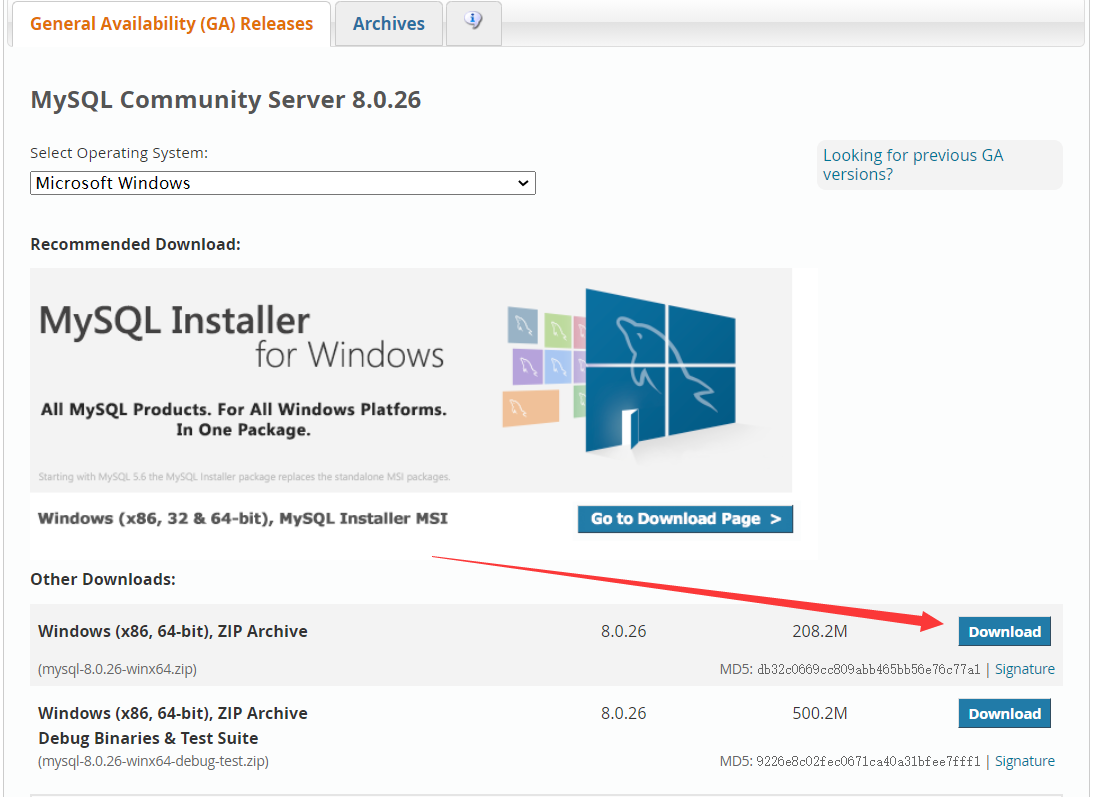 General Availability (GA) Releases
Archives
MySQL Community Server 8.0.26
Select Operating System:
Looking for previous GA
versions?
Microsoft Windows
Recommended Download:
MySQL Installer
for Windows
All MySQL Products. For All Windows Platforms.
In One Package.
Starting with MySQL 5.6 the MySQL Installer package replaces the standalone MSI packages.
Windows (x86, 32 & 64-bit), MySQL Installer MSI
Go to Download Page >
Other Downloads:
Windows (x86, 64-bit), ZIP Archive 8.0.26 208.2M Download
(mysql-8.0.26-winx64.zip) MD5: db32c0669cc809abb465bb56e76c77a1 | Signature
Windows (x86, 64-bit), ZIP Archive 8.0.26 500.2M Download
Debug Binaries & Test Suite
(mysql-8.0.26-winx64-debug-test.zip) MD5: 9226e8c02fec0671ca40a31bfee7fff1 | Signature